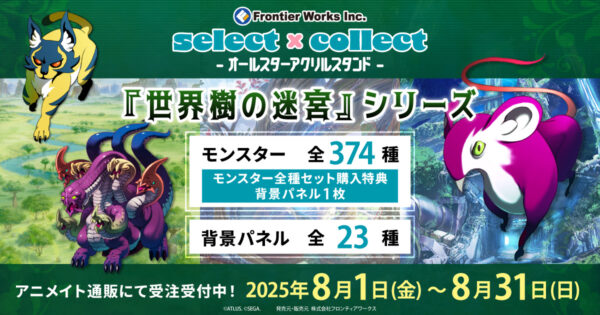 Frontier Works Inc.
select×collect
- オールスターアクリルスタンド -
『世界樹の迷宮』シリーズ
モンスター 全374種
モンスター全種セット購入特典
背景パネル1枚
背景パネル 全23種
アニメイト通販にて受注受付中！ 2025年8月1日(金)～8月31日(日)
©ATLUS. ©SEGA. 発売元・販売元 株式会社フロンティアワークス